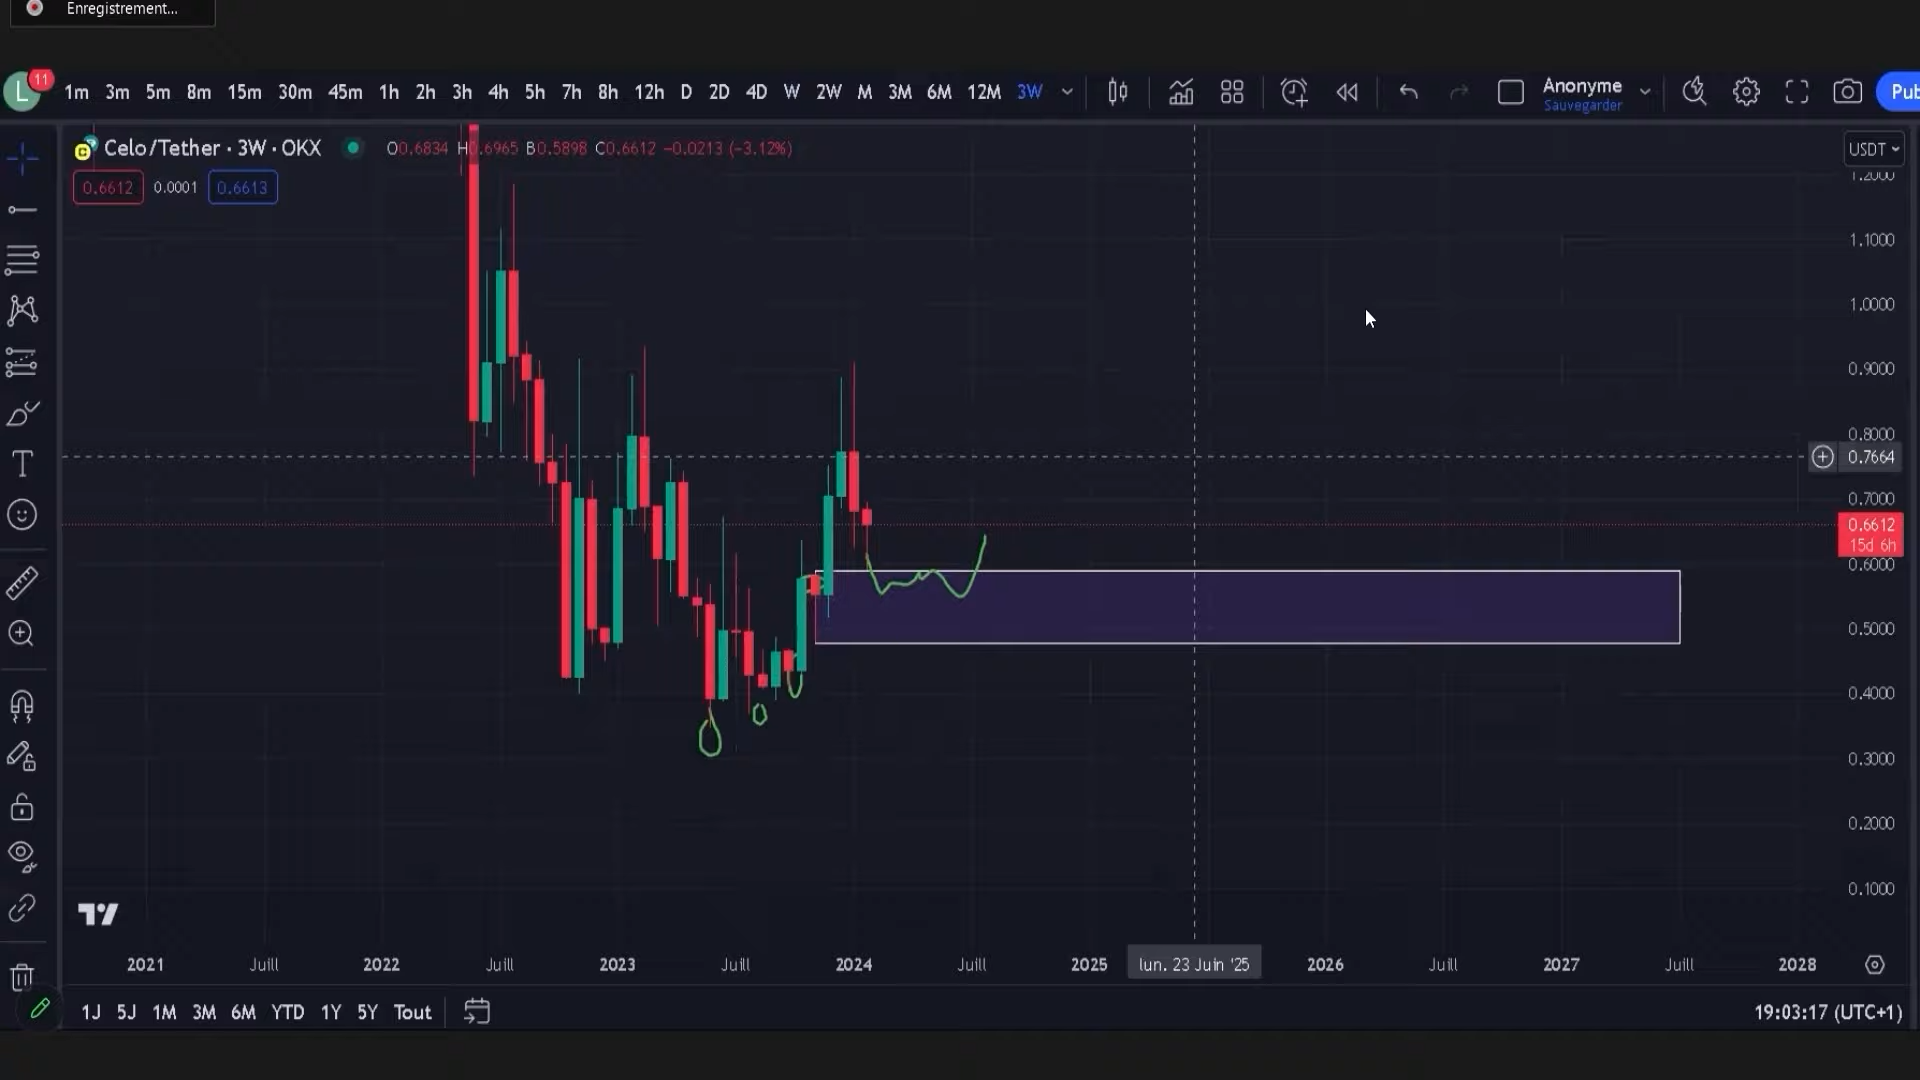 Enregistrement...
L 11 1m 3m 5m 8m 15m 30m 45m 1h 2h 3h 4h 5h 7h 8h 12h D 2D 4D W 2W M 3M 6M 12M 3W Anonyme Pub
Sauvegarder
Celo/Tether · 3W · OKX O0.6834 H0.6965 B0.5898 C0.6612 −0.0213 (−3.12%) USDT
0.6612 0.0001 0.6613
1.2000
1.1000
1.0000
0.9000
0.8000
0.7664
0.7000
0.6612
15d 6h
0.6000
0.5000
0.4000
0.3000
0.2000
0.1000
2021 Juill 2022 Juill 2023 Juill 2024 Juill 2025 lun. 23 Juin '25 2026 Juill 2027 Juill 2028
1J 5J 1M 3M 6M YTD 1Y 5Y Tout 19:03:17 (UTC+1)